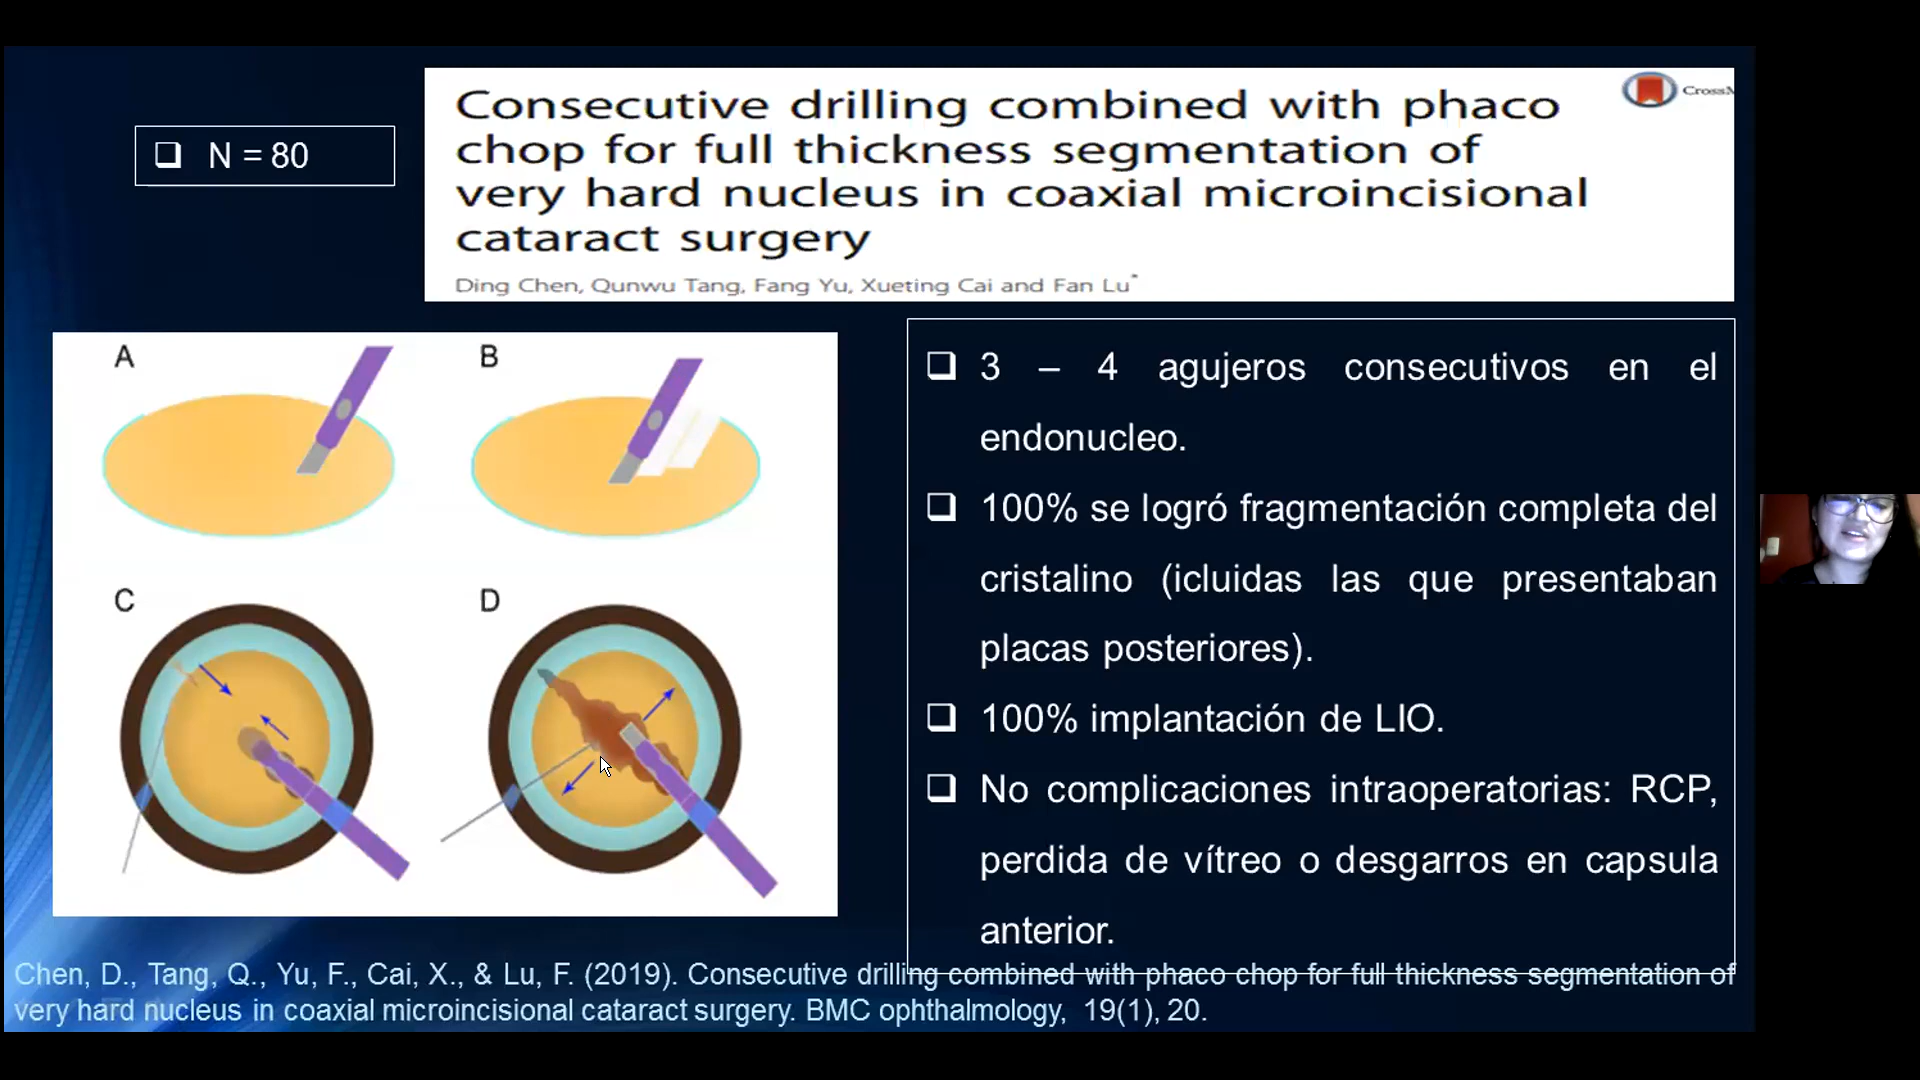 N = 80
Consecutive drilling combined with phaco
chop for full thickness segmentation of
very hard nucleus in coaxial microincisional
cataract surgery
Ding Chen, Qunwu Tang, Fang Yu, Xueting Cai and Fan Lu*
A
B
C
D
3 – 4 agujeros consecutivos en el
endonucleo.
100% se logró fragmentación completa del
cristalino (icluidas las que presentaban
placas posteriores).
100% implantación de LIO.
No complicaciones intraoperatorias: RCP,
perdida de vítreo o desgarros en capsula
anterior.
Chen, D., Tang, Q., Yu, F., Cai, X., & Lu, F. (2019). Consecutive drilling combined with phaco chop for full thickness segmentation of
very hard nucleus in coaxial microincisional cataract surgery. BMC ophthalmology, 19(1), 20.